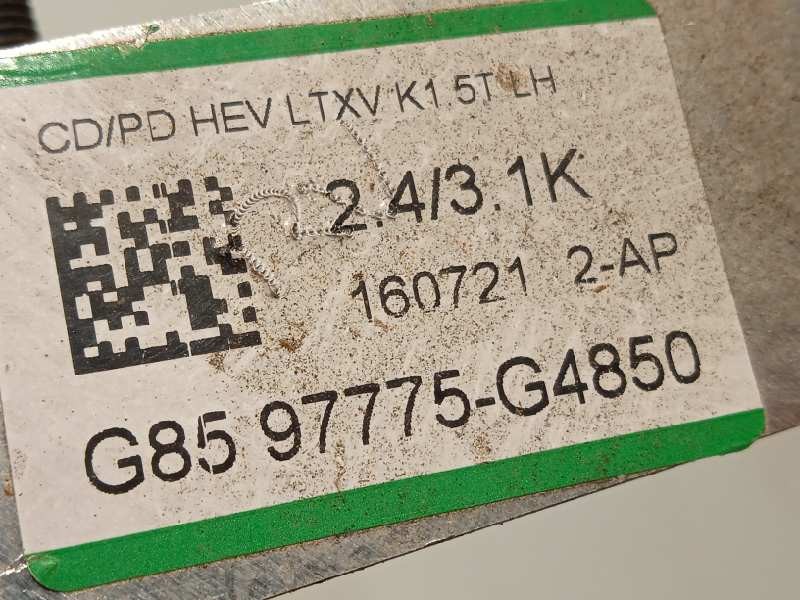 CD/PD HEV LTXV K1.5T LH
2.4/3.1K
160721 2-AP
G85 97775-G4850